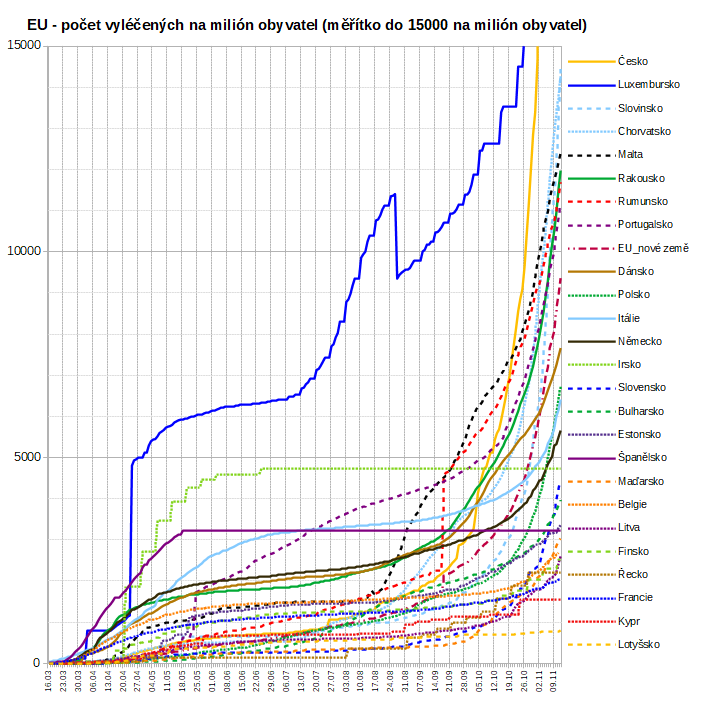 EU - počet vyléčených na milión obyvatel (měřítko do 15000 na milión obyvatel)
15000
10000
5000
0
16.03
23.03
30.03
06.04
13.04
20.04
27.04
04.05
11.05
18.05
25.05
01.06
08.06
15.06
22.06
29.06
06.07
13.07
20.07
27.07
03.08
10.08
17.08
24.08
31.08
07.09
14.09
21.09
28.09
05.10
12.10
19.10
26.10
02.11
09.11
Česko
Luxembursko
Slovinsko
Chorvatsko
Malta
Rakousko
Rumunsko
Portugalsko
EU_nové země
Dánsko
Polsko
Itálie
Německo
Irsko
Slovensko
Bulharsko
Estonsko
Španělsko
Maďarsko
Belgie
Litva
Finsko
Řecko
Francie
Kypr
Lotyšsko